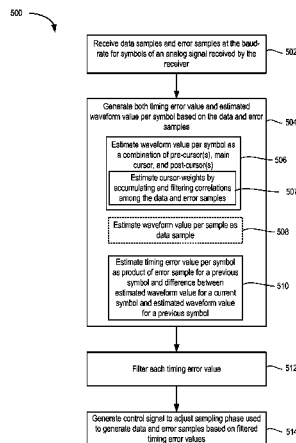 500
Receive data samples and error samples at the baud-
rate for symbols of an analog signal received by the
receiver
502
Generate both timing error value and estimated
waveform value per symbol based on the data and error
samples
504
Estimate waveform value per symbol as
a combination of pre-cursor(s), main
cursor, and post-cursor(s)
506
Estimate cursor-weights by
accumulating and filtering correlations
among the data and error samples
507
Estimate waveform value per sample as
data sample
508
Estimate timing error value per symbol
as product of error sample for a previous
symbol and difference between
estimated waveform value for a current
symbol and estimated waveform value
for a previous symbol
510
Filter each timing error value
512
Generate control signal to adjust sampling phase used
to generate data and error samples based on filtered
timing error values
514